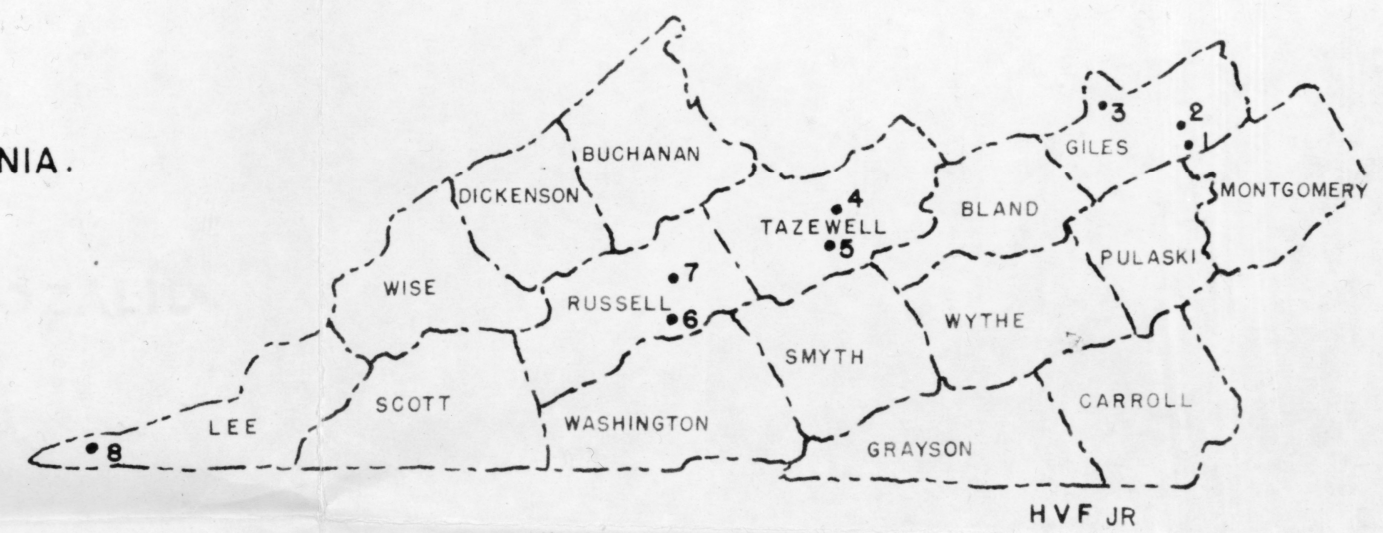 NIA.
BUCHANAN
DICKENSON
WISE
LEE
8
SCOTT
RUSSELL
7
6
WASHINGTON
TAZEWELL
4
5
SMYTH
BLAND
WYTHE
GRAYSON
GILES
3
2
1
PULASKI
MONTGOMERY
CARROLL
HVF JR